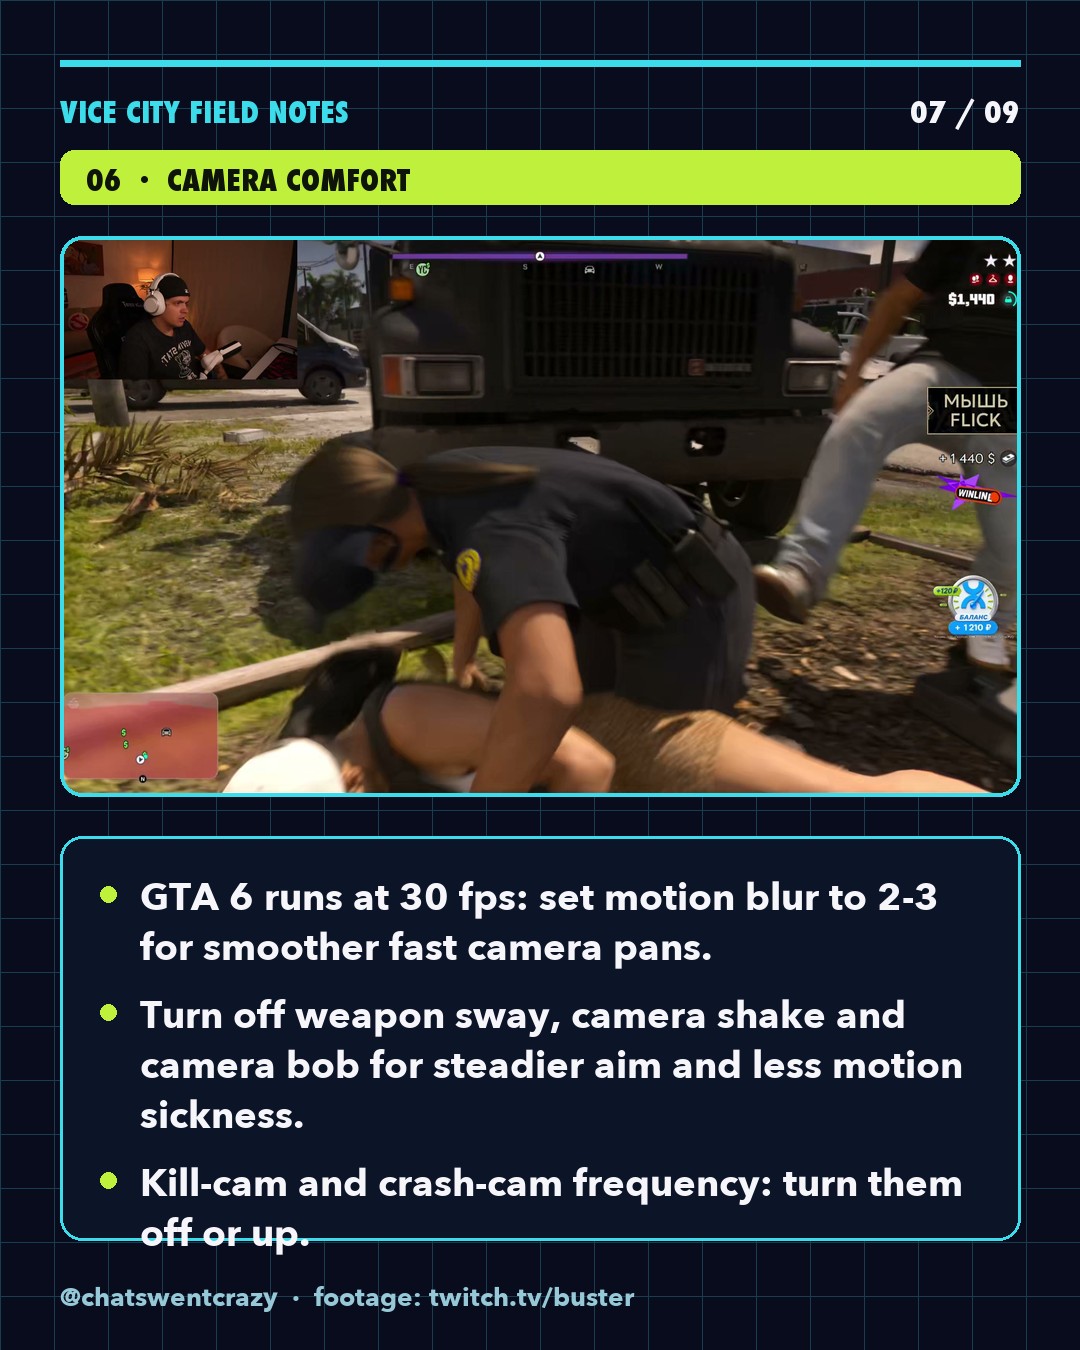 VICE CITY FIELD NOTES
07 / 09
06 · CAMERA COMFORT
E
S
W
$1,440
МЫШЬ
FLICK
+1 440 $
WINLINE
+120 ₽
БАЛАНС
+ 1 210 ₽
N
GTA 6 runs at 30 fps: set motion blur to 2-3
for smoother fast camera pans.
Turn off weapon sway, camera shake and
camera bob for steadier aim and less motion
sickness.
Kill-cam and crash-cam frequency: turn them
off or up.
@chatswentcrazy · footage: twitch.tv/buster